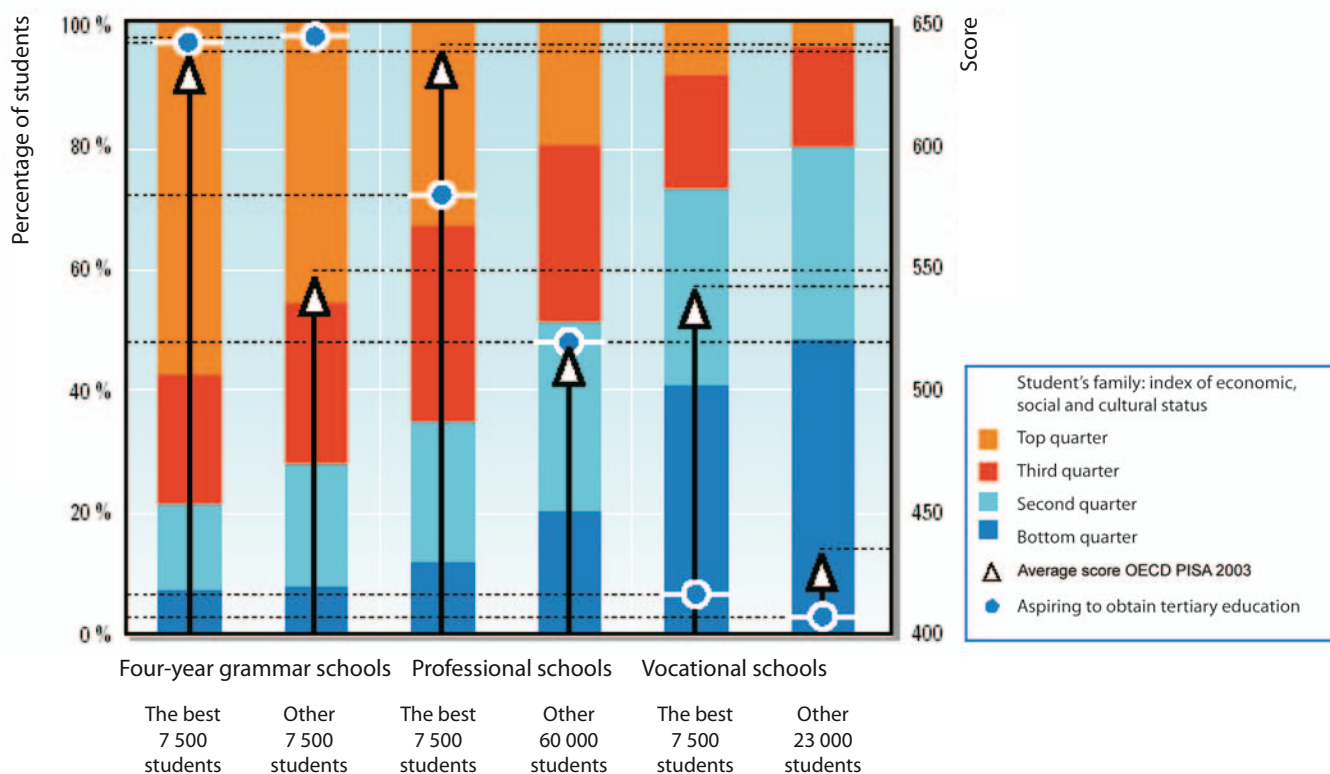 Percentage of students
100 %
80 %
60 %
40 %
20 %
0 %
Score
650
600
550
500
450
400
Student's family: index of economic,
social and cultural status
Top quarter
Third quarter
Second quarter
Bottom quarter
Average score OECD PISA 2003
Aspiring to obtain tertiary education
Four-year grammar schools
Professional schools
Vocational schools
The best
7 500
students
Other
7 500
students
The best
7 500
students
Other
60 000
students
The best
7 500
students
Other
23 000
students